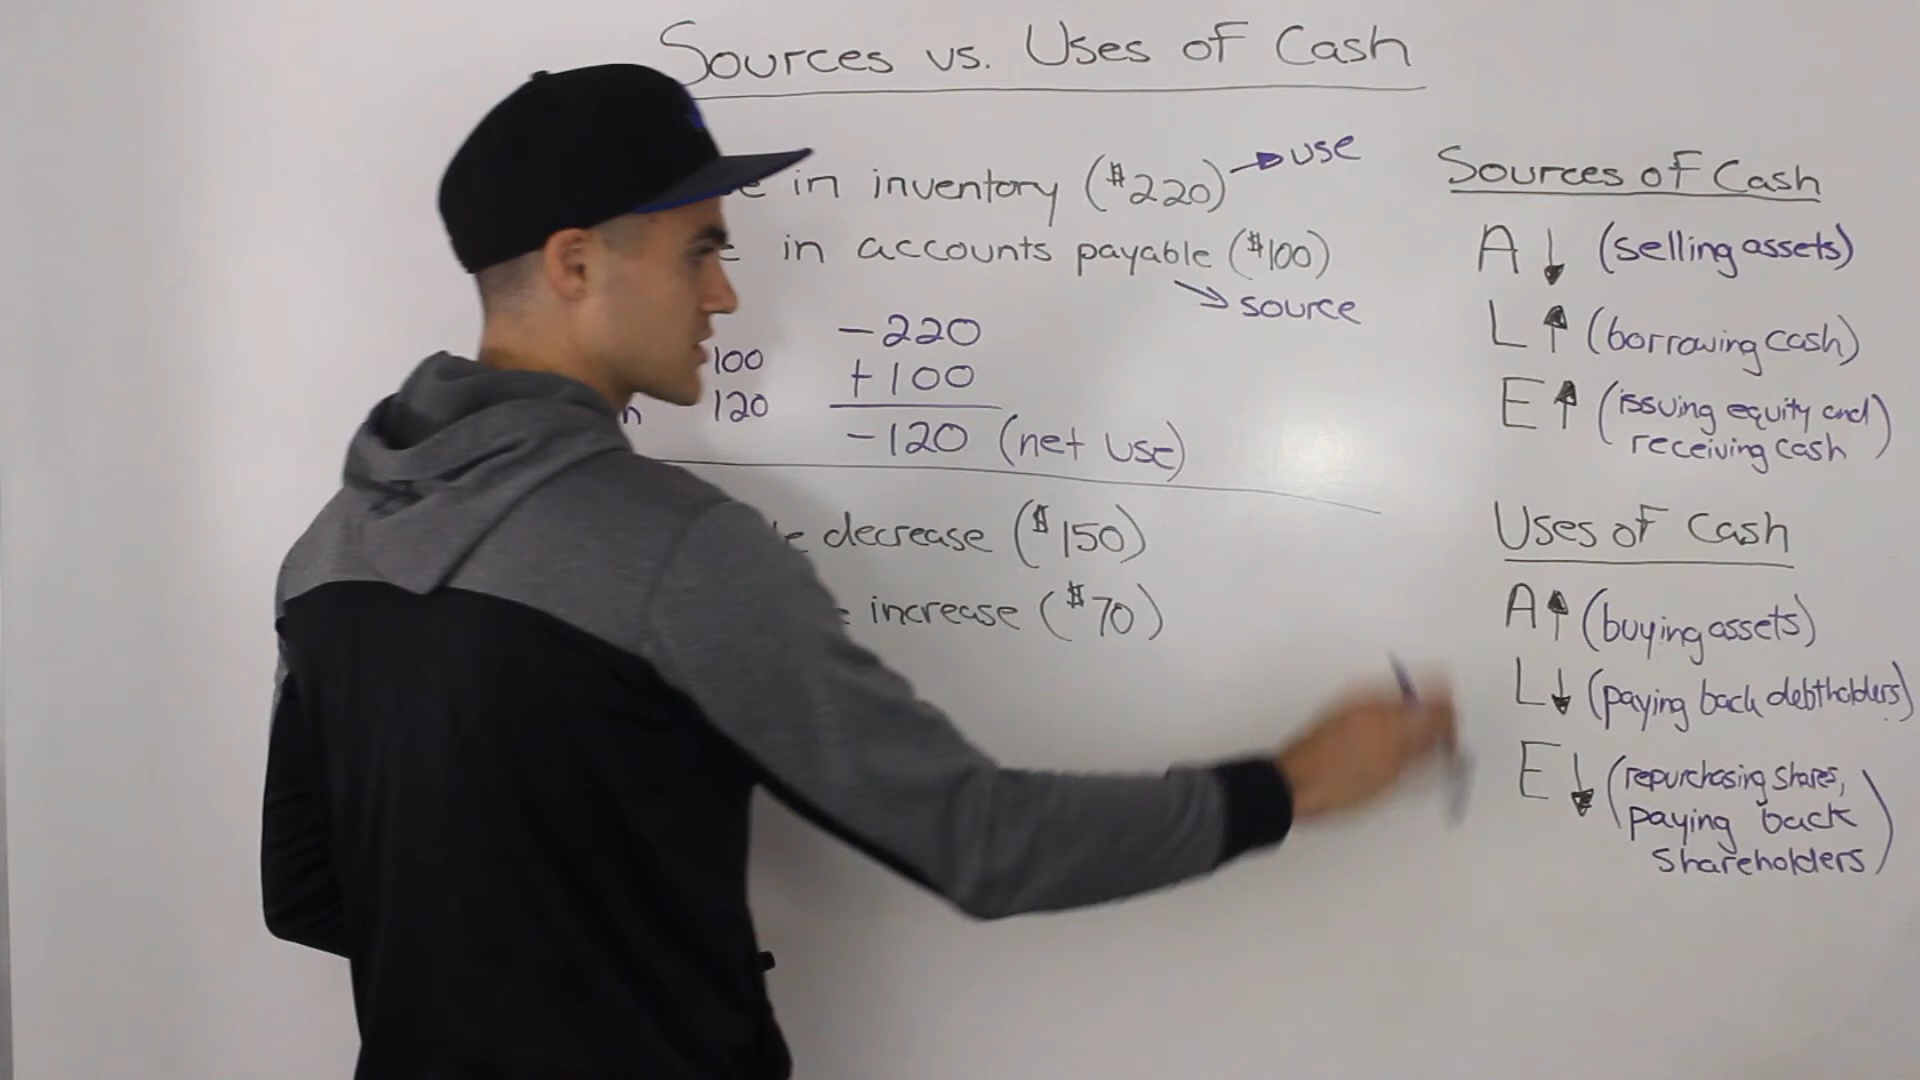 Sources vs. Uses of Cash
in inventory ($220) → use
in accounts payable ($100)
→ source
-220
100 +100
120 -120 (net use)
decrease ($150)
increase ($70)
Sources of Cash
A ↓ (selling assets)
L ↑ (borrowing cash)
E ↑ (issuing equity and
receiving cash)
Uses of Cash
A ↑ (buying assets)
L ↓ (paying back debtholders)
E ↓ (repurchasing shares,
paying back
shareholders)